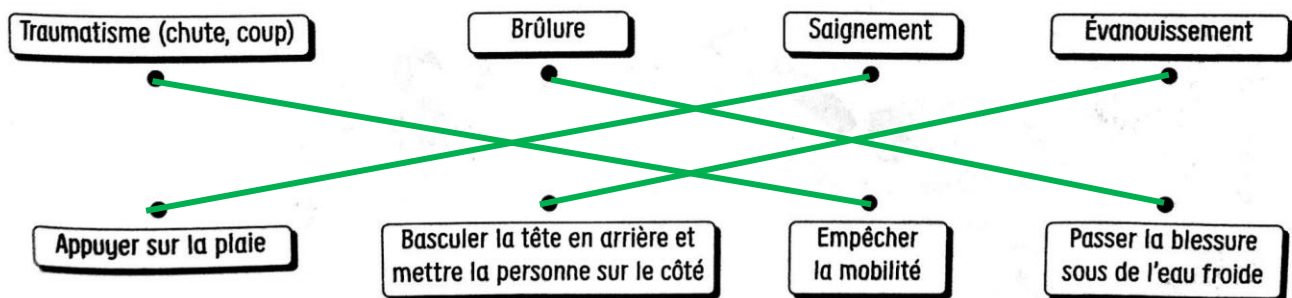 Traumatisme (chute, coup)
Brûlure
Saignement
Évanouissement
Appuyer sur la plaie
Basculer la tête en arrière et
mettre la personne sur le côté
Empêcher
la mobilité
Passer la blessure
sous de l'eau froide